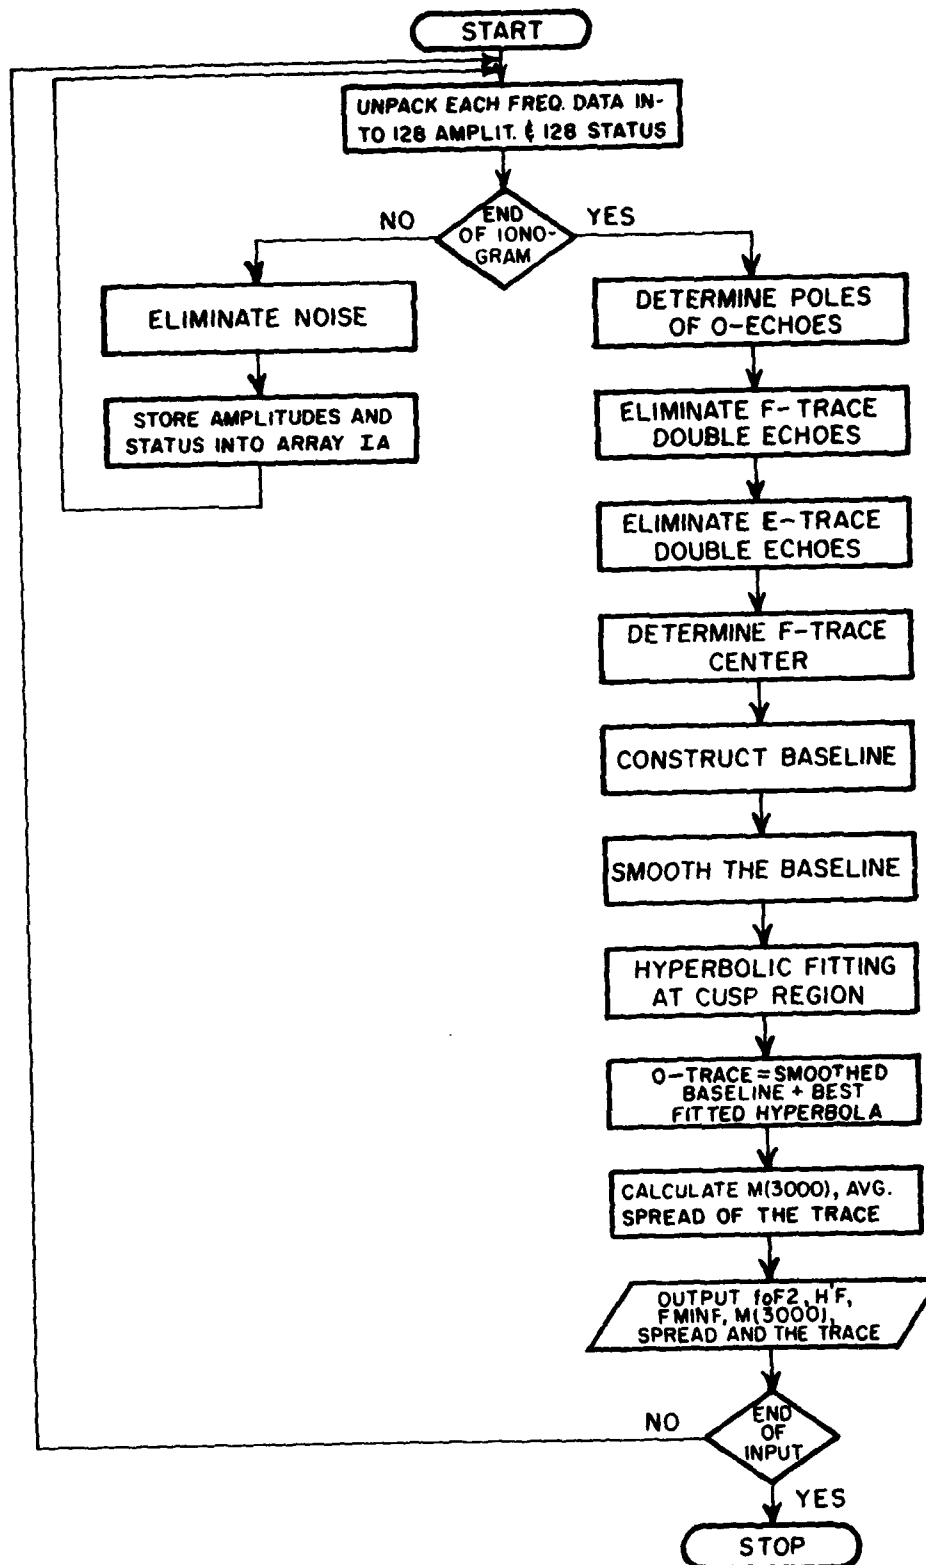 START
UNPACK EACH FREQ. DATA IN-
TO 128 AMPLIT. & 128 STATUS
END
OF IONO-
GRAM
NO
YES
ELIMINATE NOISE
STORE AMPLITUDES AND
STATUS INTO ARRAY IA
DETERMINE POLES
OF O-ECHOES
ELIMINATE F-TRACE
DOUBLE ECHOES
ELIMINATE E-TRACE
DOUBLE ECHOES
DETERMINE F-TRACE
CENTER
CONSTRUCT BASELINE
SMOOTH THE BASELINE
HYPERBOLIC FITTING
AT CUSP REGION
O-TRACE=SMOOTHED
BASELINE + BEST
FITTED HYPERBOLA
CALCULATE M(3000), AVG.
SPREAD OF THE TRACE
OUTPUT foF2, H'F,
FMINF, M(3000),
SPREAD AND THE TRACE
END
OF
INPUT
NO
YES
STOP